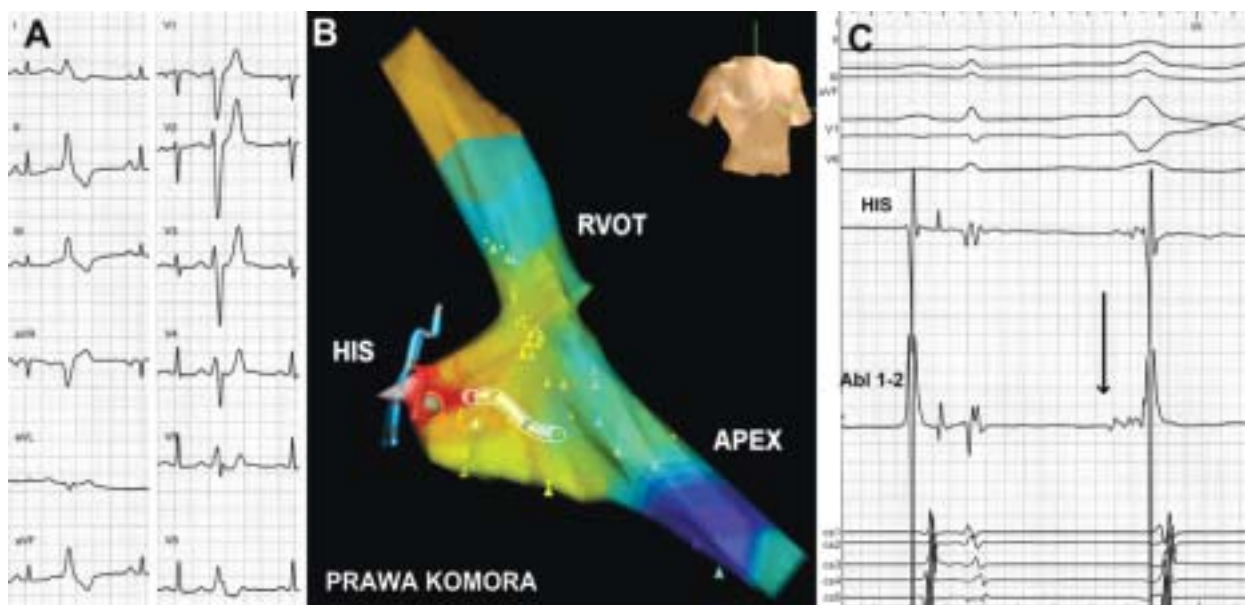 A
I
V1
II
V2
III
V3
aVR
V4
aVL
aVF
B
RVOT
HIS
APEX
PRAWA KOMORA
C
aVF
V1
V6
HIS
Abl 1-2